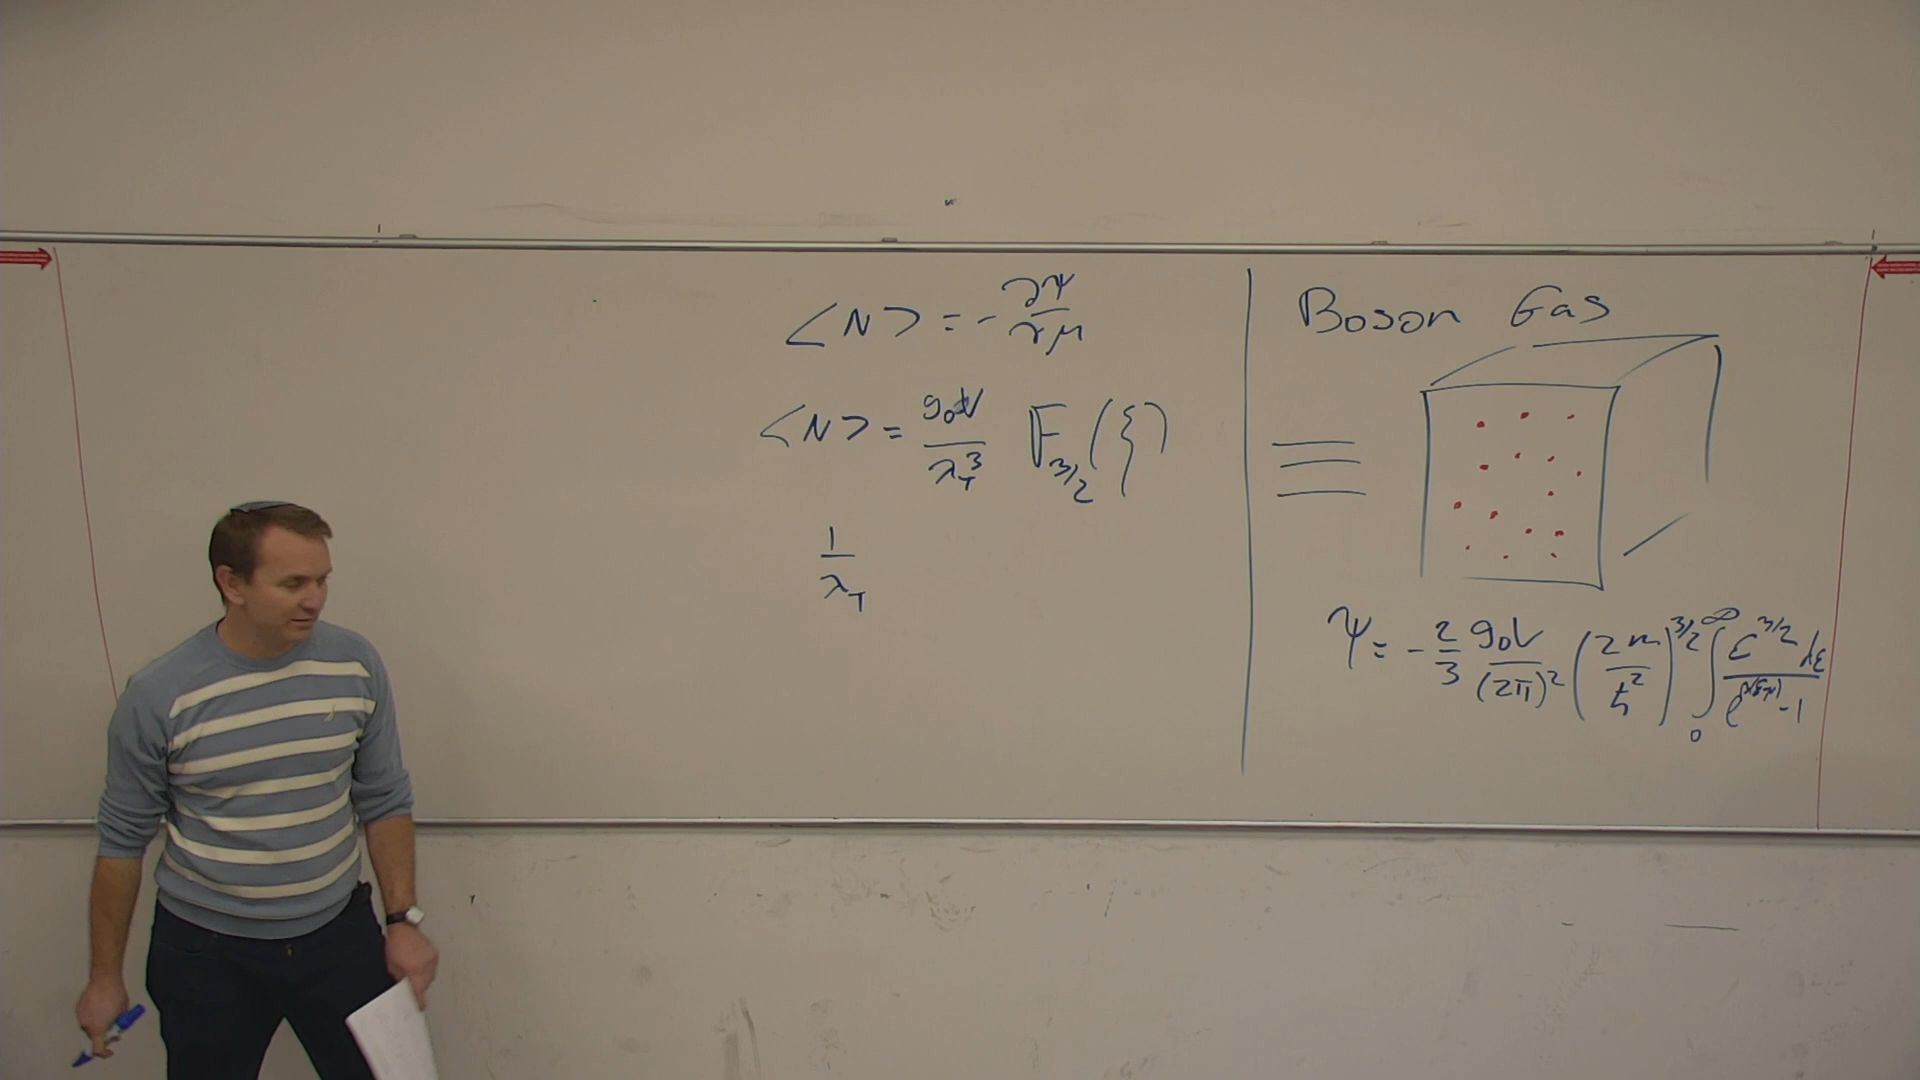 <N> = - ∂Ψ/∂μ
<N> = g₀V/λ_T³ F_{3/2}(ξ)
1/λ_T
Boson Gas
Ψ = - 2/3 g₀V/(2π)² (2m/ħ²)^{3/2} ∫₀^∞ ε^{3/2} dε / (e^{β(ε-μ)} - 1)